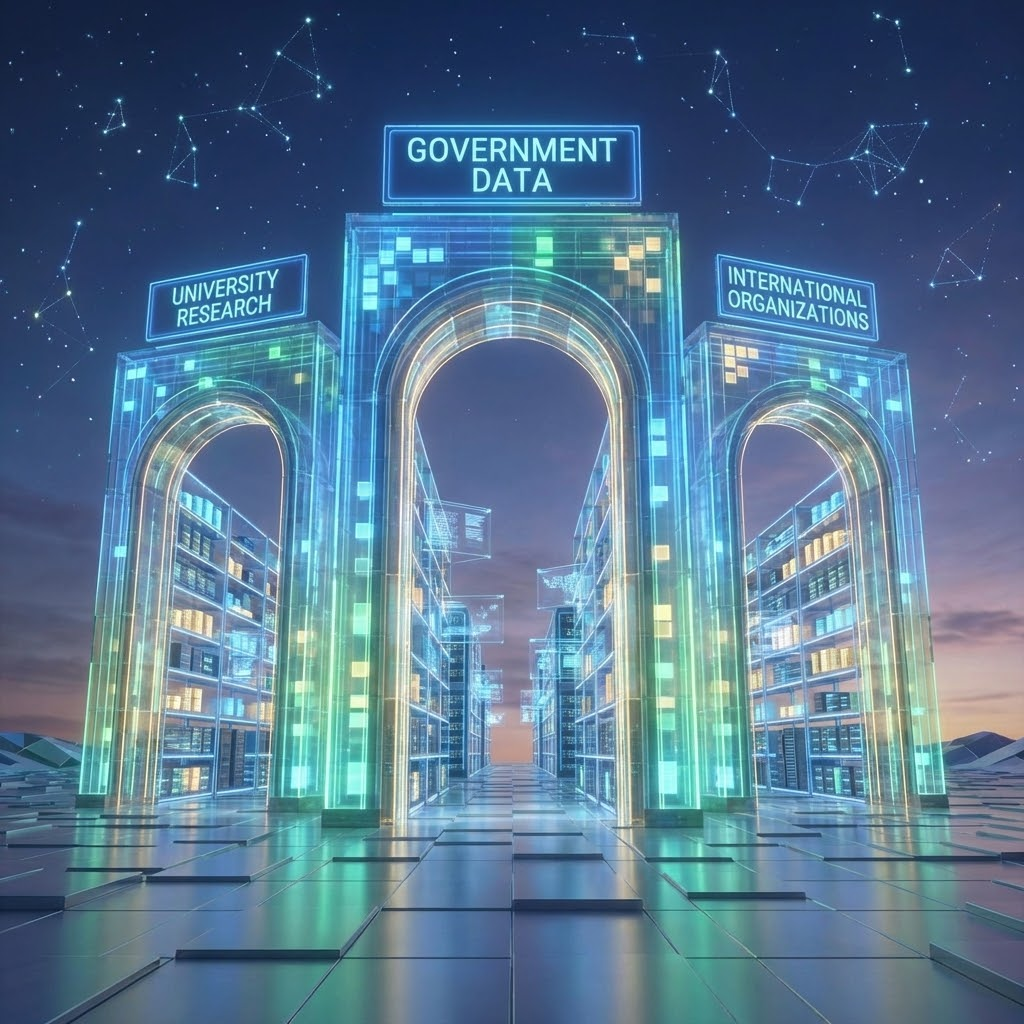 GOVERNMENT
DATA
UNIVERSITY
RESEARCH
INTERNATIONAL
ORGANIZATIONS